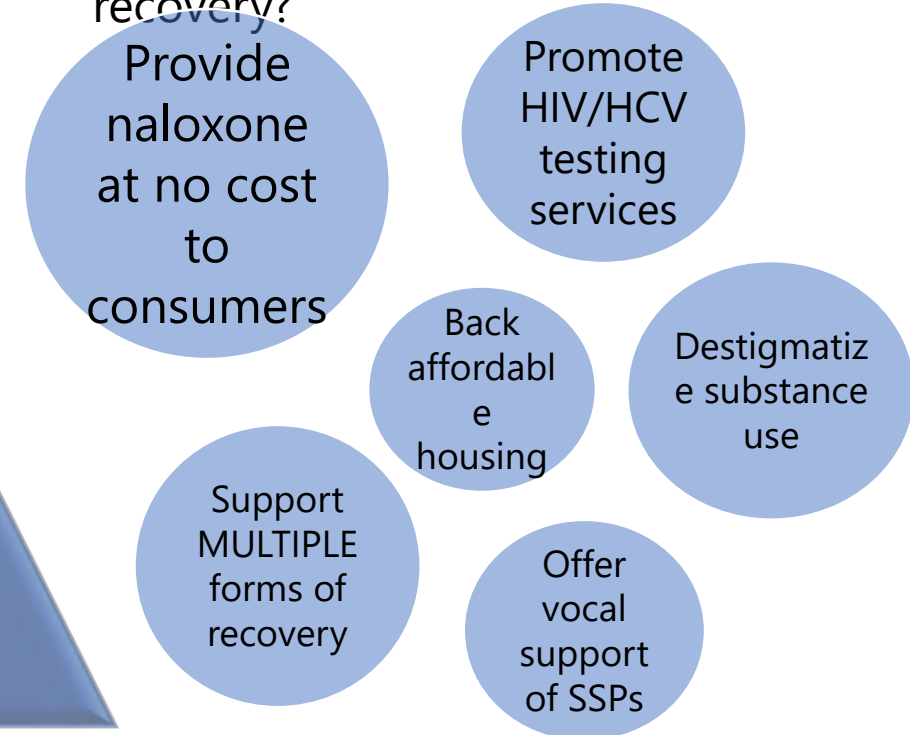 recovery?
Provide
naloxone
at no cost
to
consumers
Promote
HIV/HCV
testing
services
Back
affordabl
e
housing
Destigmatiz
e substance
use
Support
MULTIPLE
forms of
recovery
Offer
vocal
support
of SSPs